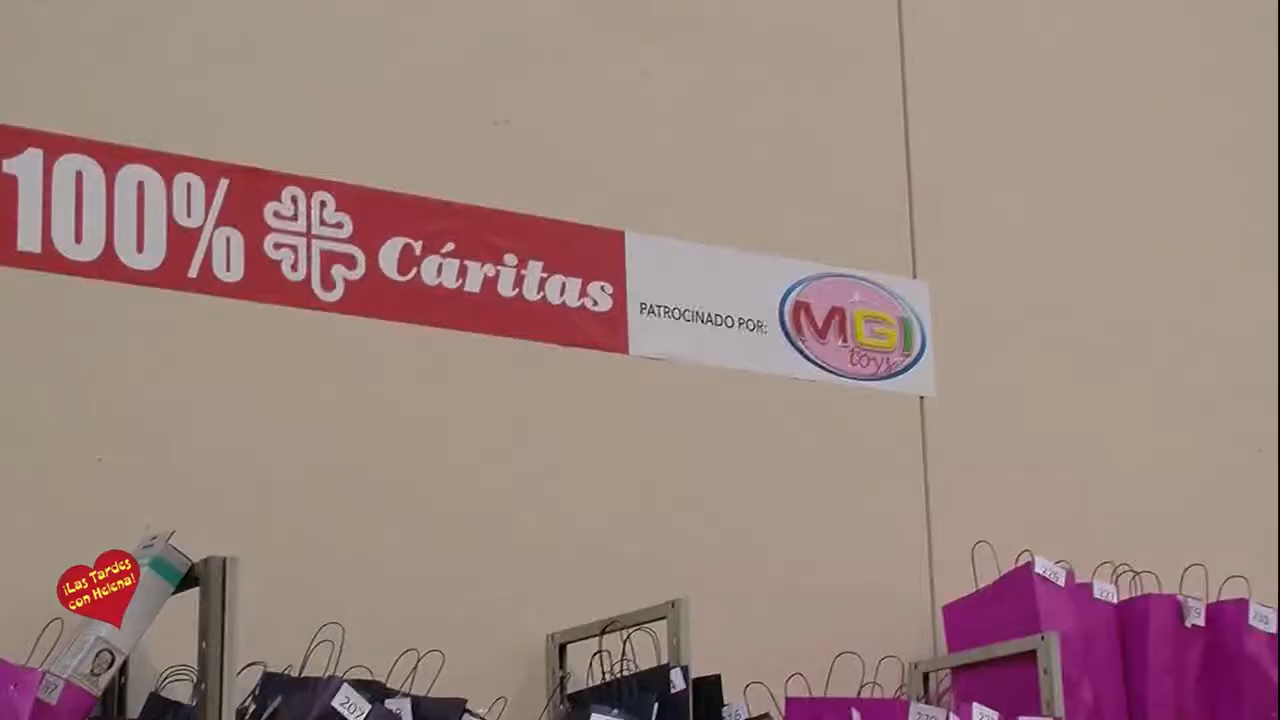 100% Cáritas
PATROCINADO POR:
MGI
toys
¡Las Tardes
con Helena!
207